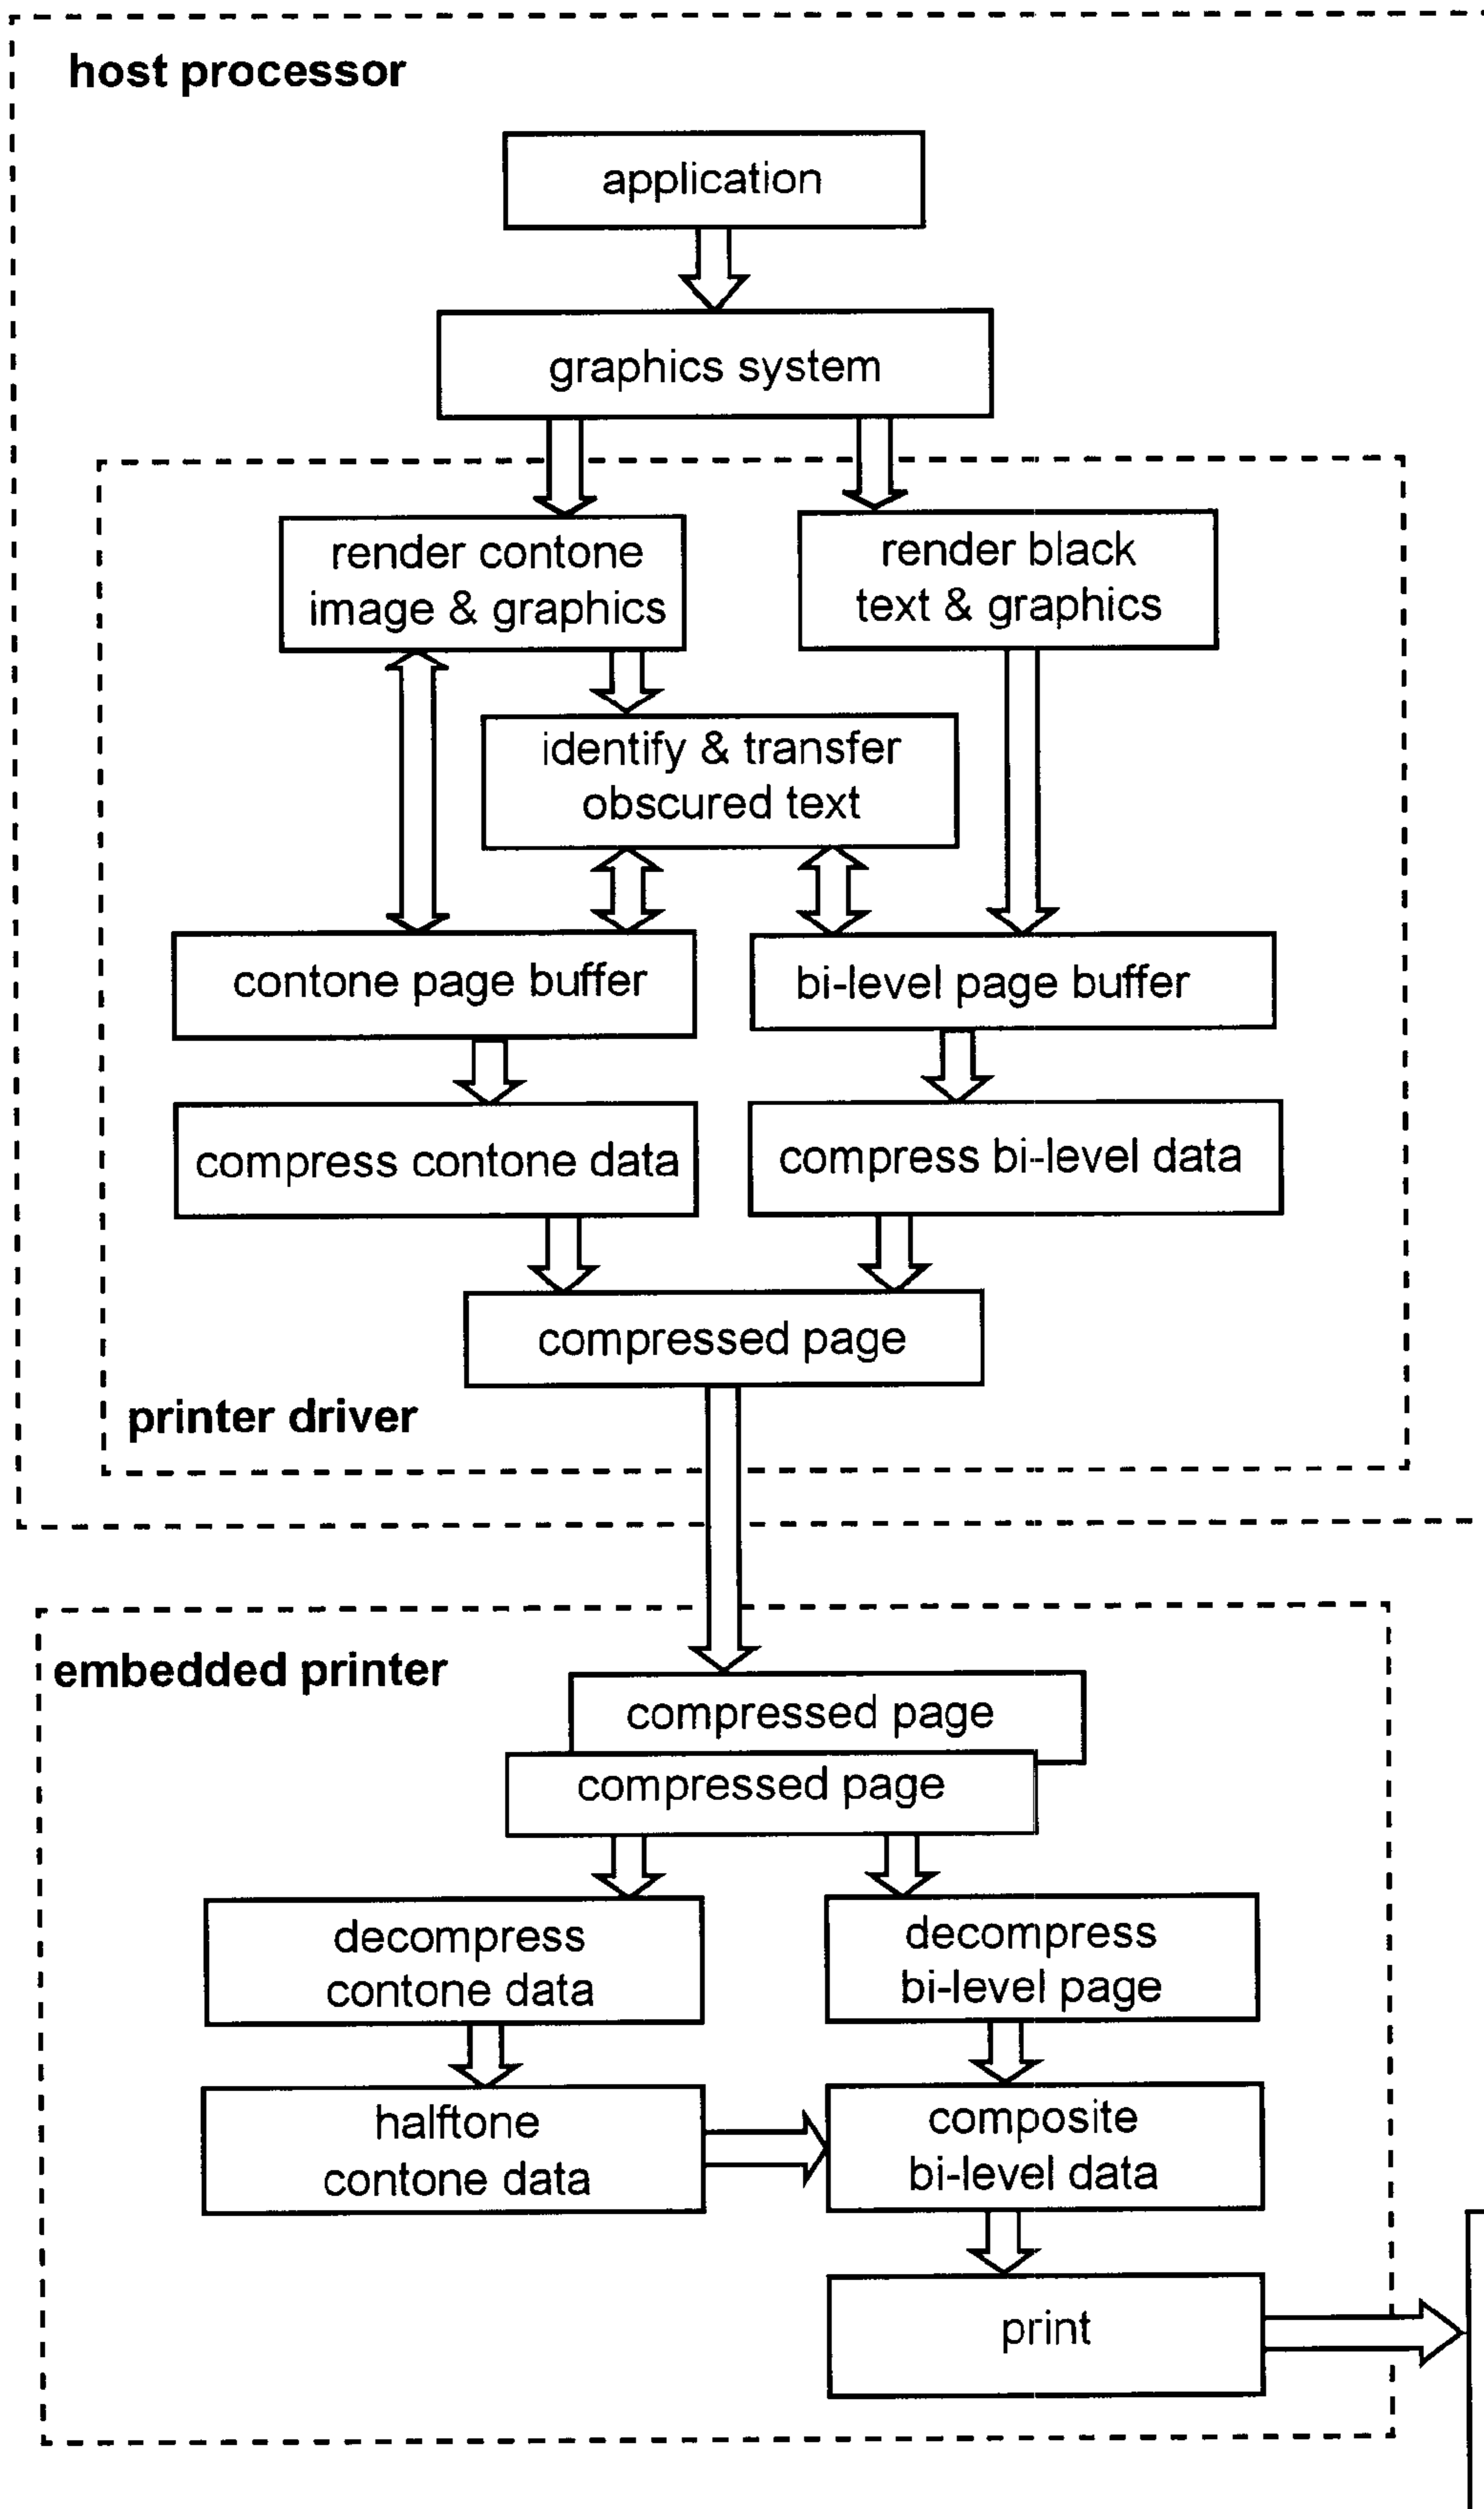 host processor
application
graphics system
render contone
image & graphics
render black
text & graphics
identify & transfer
obscured text
contone page buffer
bi-level page buffer
compress contone data
compress bi-level data
compressed page
printer driver
embedded printer
compressed page
compressed page
decompress
contone data
decompress
bi-level page
halftone
contone data
composite
bi-level data
print